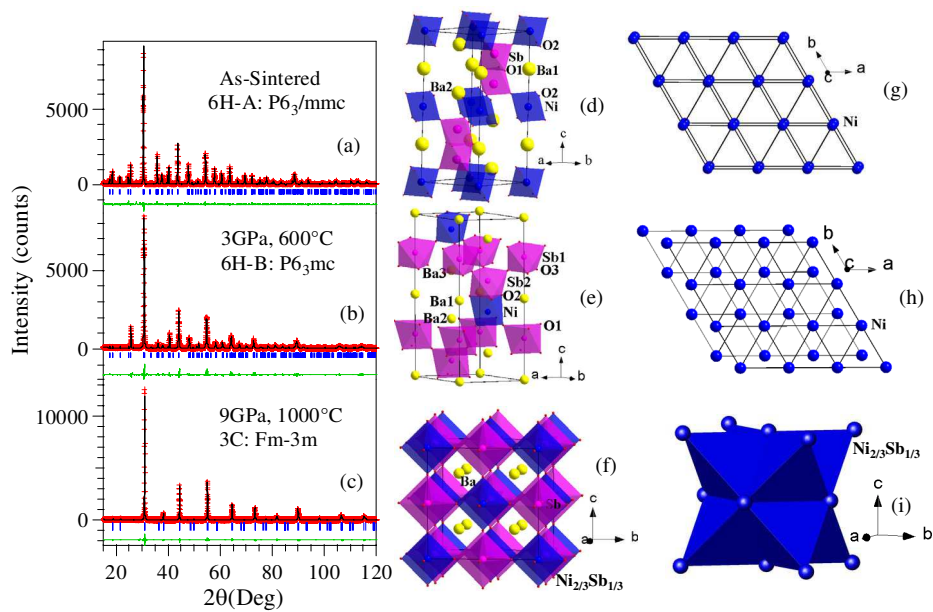 Intensity (counts)
As-Sintered
6H-A: P6₃/mmc
(a)
5000
0
3GPa, 600°C
6H-B: P6₃mc
(b)
5000
0
9GPa, 1000°C
3C: Fm-3m
(c)
10000
0
20 40 60 80 100 120
2θ(Deg)
O2
Sb
O1
Ba1
Ba2
O2
Ni
(d)
c
a b
Sb1
Ba3
O3
Sb2
Ba1
O2
(e)
Ba2
Ni
O1
c
a b
(f)
Ba
Sb
c
a b
Ni2/3Sb1/3
b
a
c
(g)
Ni
b
c a
(h)
Ni
Ni2/3Sb1/3
c
(i)
a b